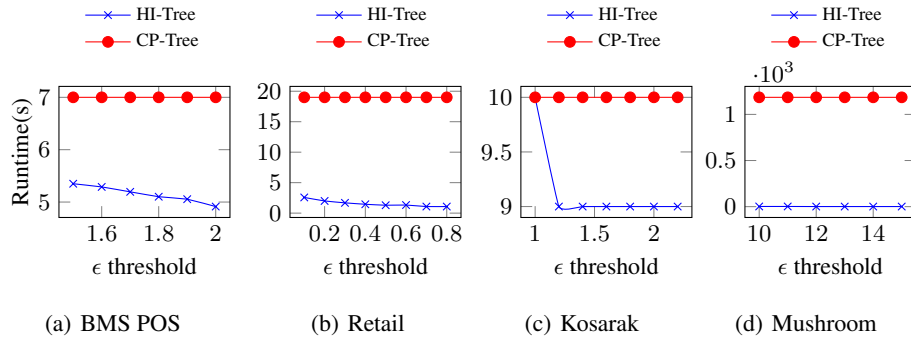 HI-Tree
CP-Tree
Runtime(s)
7
6
5
1.6 1.8 2
ϵ threshold
(a) BMS POS
HI-Tree
CP-Tree
20
15
10
5
0
0.2 0.4 0.6 0.8
ϵ threshold
(b) Retail
HI-Tree
CP-Tree
10
9.5
9
1 1.5 2
ϵ threshold
(c) Kosarak
HI-Tree
CP-Tree
·10³
1
0.5
0
10 12 14
ϵ threshold
(d) Mushroom